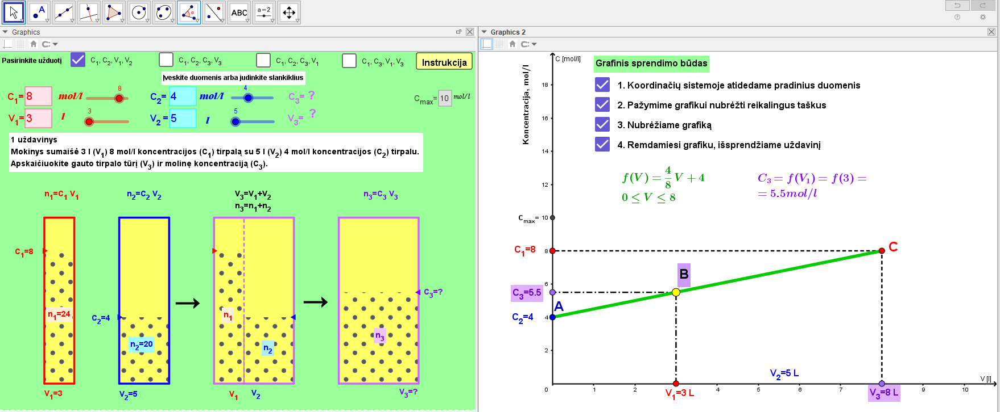 A
ABC
a = 2
Graphics
Pasirinkite užduotį
C1, C2, V1, V2
C1, C2, C3, V3
C1, C2, C3, V1
C1, C3, V1, V3
Instrukcija
Įveskite duomenis arba judinkite slankiklius
C1= 8 mol/l 8
C2= 4 mol/l 4
C3= ?
Cmax= 10 mol/l
V1= 3 l 3
V2 = 5 l 5
V3= ?
1 uždavinys
Mokinys sumaišė 3 l (V1) 8 mol/l koncentracijos (C1) tirpalą su 5 l (V2) 4 mol/l koncentracijos (C2) tirpalu.
Apskaičiuokite gauto tirpalo tūrį (V3) ir molinę koncentraciją (C3).
n1=C1 V1
n2=C2 V2
V3=V1+V2
n3=n1+n2
n3=C3 V3
C1=8
n1=24
V1=3
C2=4
n2=20
V2=5
n1
n2
V1
V2
n3
C3=?
V3=?
Graphics 2
C [mol/l]
Koncentracija, mol/l
Grafinis sprendimo būdas
1. Koordinačių sistemoje atidedame pradinius duomenis
2. Pažymime grafikui nubrėžti reikalingus taškus
3. Nubrėžiame grafiką
4. Remdamiesi grafiku, išsprendžiame uždavinį
f(V) = 4/8 V + 4
0 ≤ V ≤ 8
C3 = f(V1) = f(3) =
= 5.5mol/l
18
16
14
12
Cmax= 10
C1=8 8
C
6
B
C3=5.5
A
C2=4 4
2
V2=5 L
V [l]
0 1 2 4 5 6 7 9 10
V1=3 L
V3=8 L